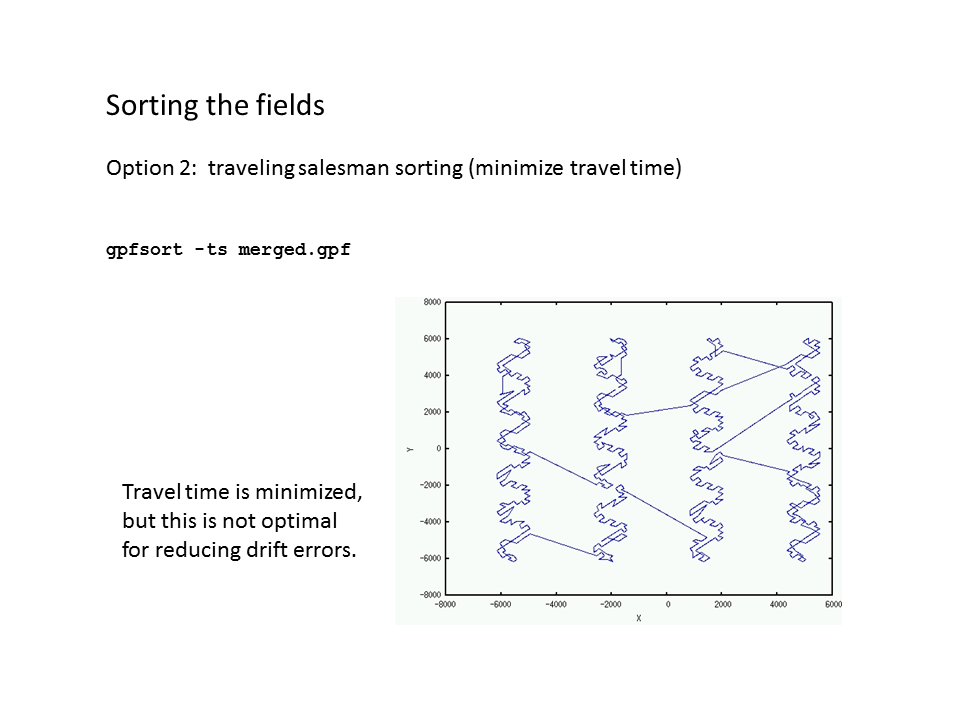 Sorting the fields
Option 2: traveling salesman sorting (minimize travel time)
gpfsort -ts merged.gpf
8000
6000
4000
2000
0
-2000
-4000
-6000
-8000
Y
-8000 -6000 -4000 -2000 0 2000 4000 6000
X
Travel time is minimized,
but this is not optimal
for reducing drift errors.